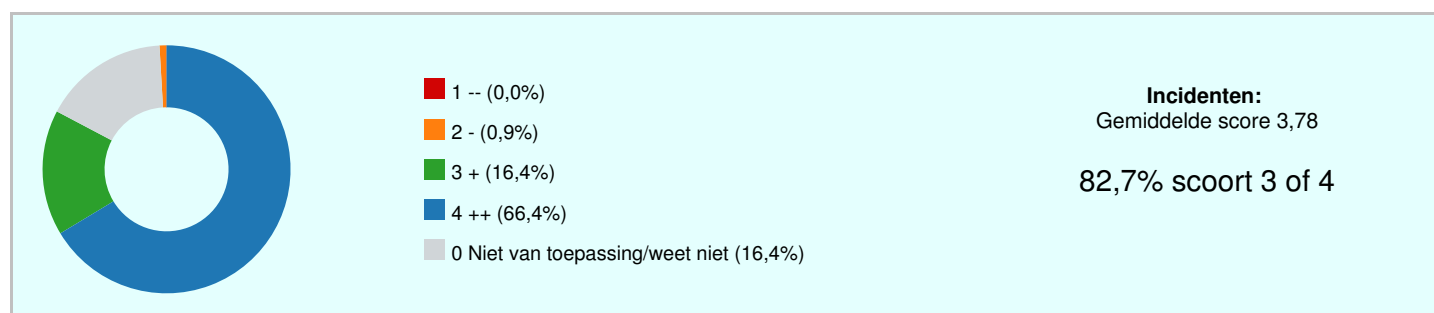 1 -- (0,0%)
2 - (0,9%)
3 + (16,4%)
4 ++ (66,4%)
0 Niet van toepassing/weet niet (16,4%)
Incidenten:
Gemiddelde score 3,78
82,7% scoort 3 of 4